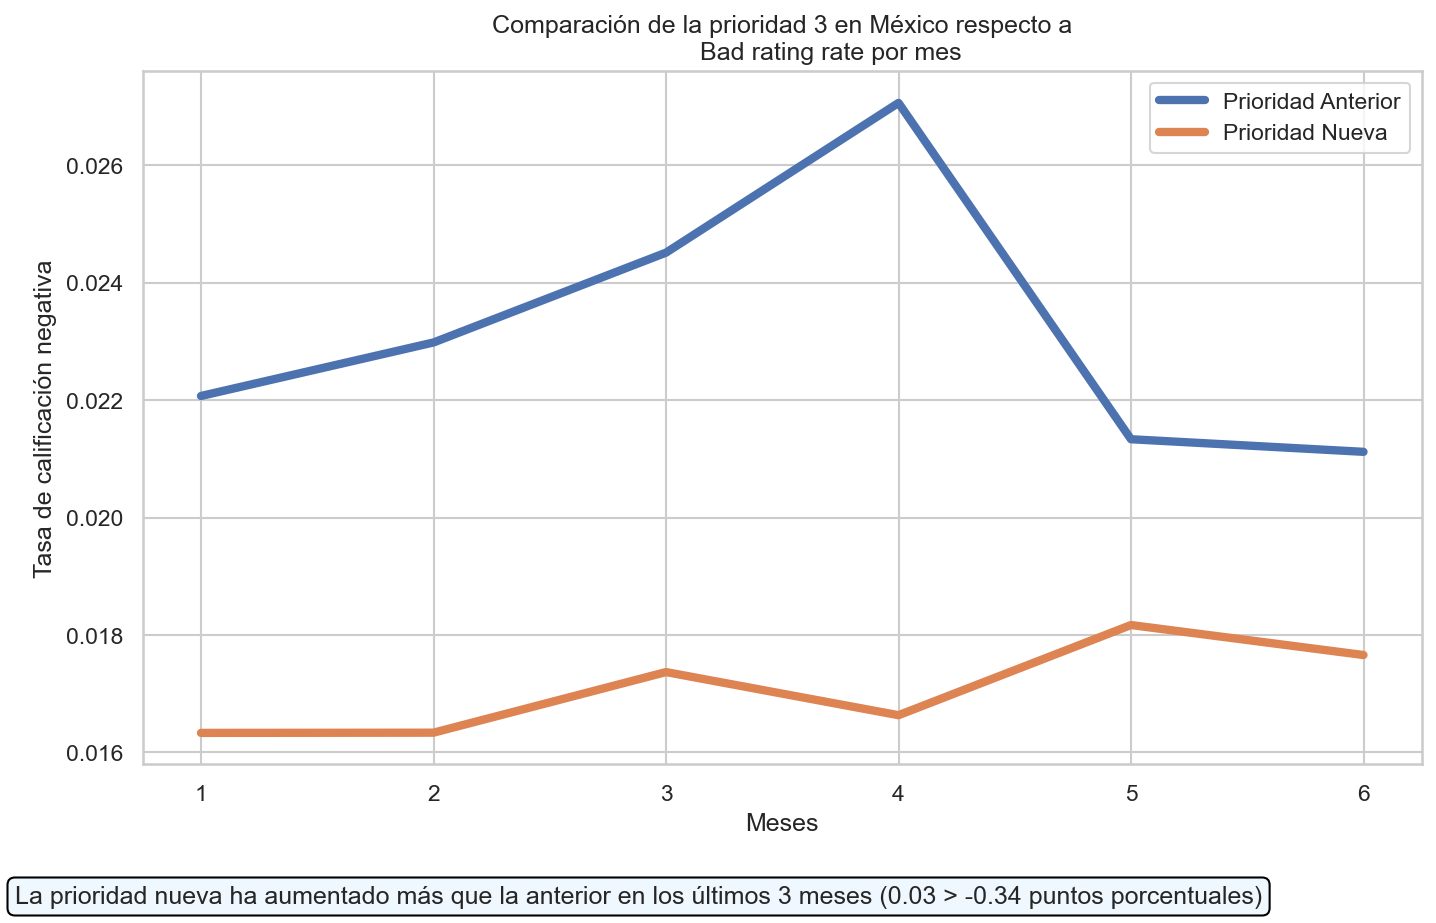 Comparación de la prioridad 3 en México respecto a
Bad rating rate por mes
Prioridad Anterior
Prioridad Nueva
Tasa de calificación negativa
0.026
0.024
0.022
0.020
0.018
0.016
1 2 3 4 5 6
Meses
La prioridad nueva ha aumentado más que la anterior en los últimos 3 meses (0.03 > -0.34 puntos porcentuales)